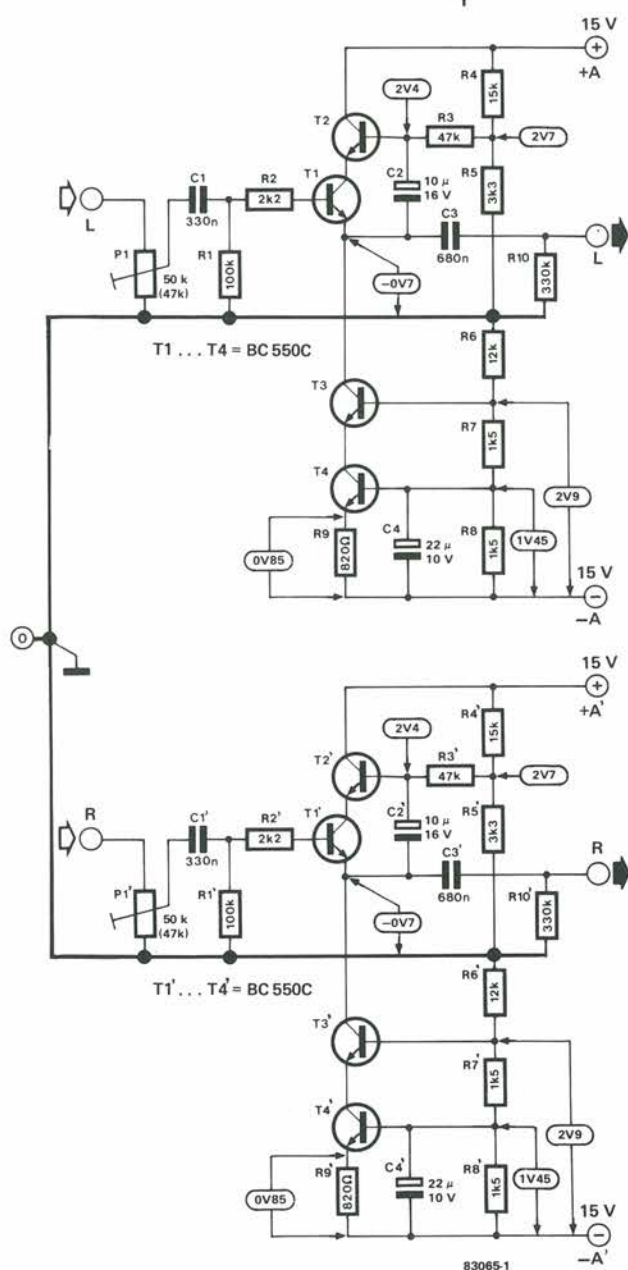 15 V
+
+A
R4
15k
2V4
R3
47k
2V7
T2
C1
330n
R2
2k2
T1
C2
10 µ
16 V
R5
3k3
L
C3
680n
L
P1
50 k
(47k)
R1
100k
-0V7
R10
330k
T1 . . . T4 = BC 550C
R6
12k
T3
R7
1k5
T4
2V9
R9
820Ω
C4
22 µ
10 V
R8
1k5
1V45
0V85
15 V
−
−A
0
15 V
+
+A'
R4'
15k
2V4
R3'
47k
2V7
T2'
C1'
330n
R2'
2k2
T1'
C2'
10 µ
16 V
R5'
3k3
R
C3'
680n
R
P1'
50 k
(47k)
R1'
100k
-0V7
R10'
330k
T1' . . . T4' = BC 550C
R6'
12k
T3'
R7'
1k5
T4'
2V9
R9'
820Ω
C4'
22 µ
10 V
R8'
1k5
1V45
0V85
15 V
−
−A'
83065-1